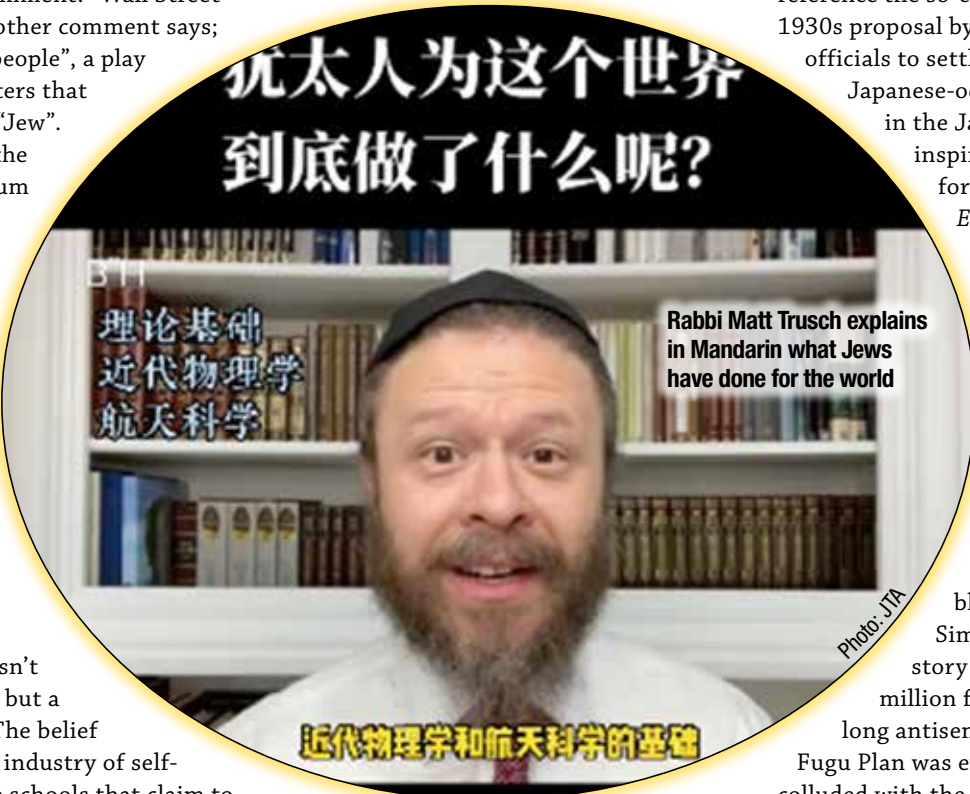 other comment says;
people", a play
ters that
"Jew".
the
um
sn't
but a
The belief
industry of self-
schools that claim to
犹太人为这个世界
到底做了什么呢?
B"H
理论基础
近代物理学
航天科学
Rabbi Matt Trusch explains
in Mandarin what Jews
have done for the world
近代物理学和航天科学的基础
Photo: JTA
1930s proposal by
officials to settl
Japanese-oc
in the Ja
inspi
for
E
bl
Sim
story
million f
long antisen
Fugu Plan was e